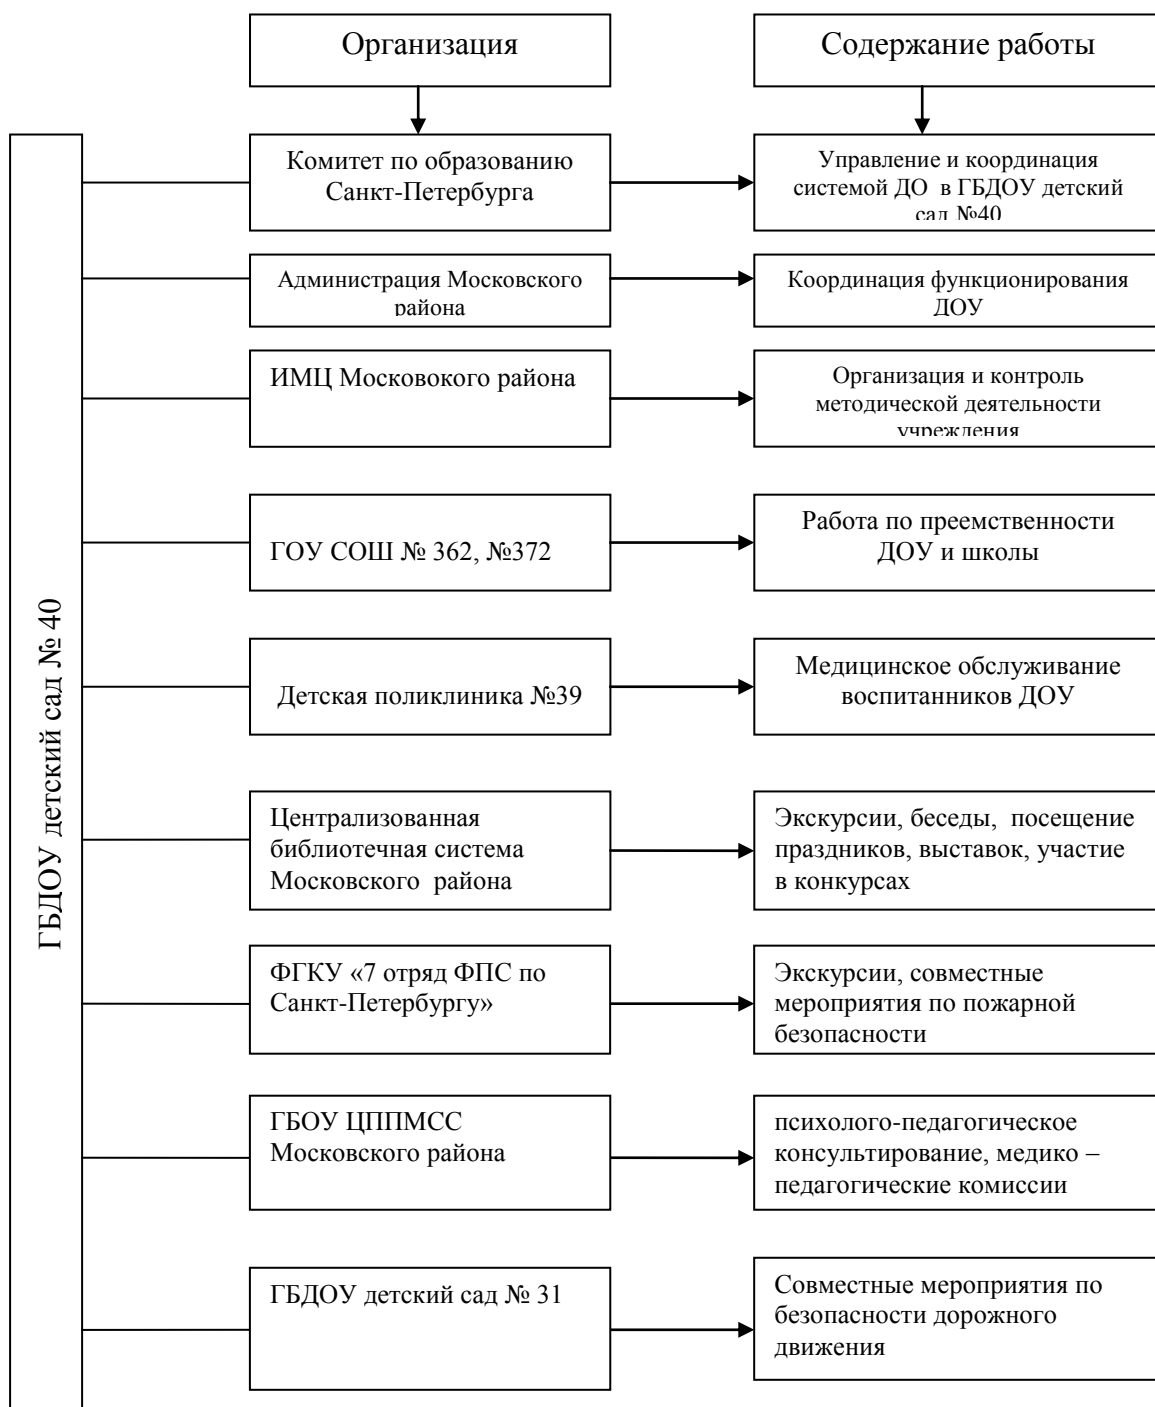 Организация
Содержание работы
ГБДОУ детский сад № 40
Комитет по образованию
Санкт-Петербурга
Управление и координация
системой ДО в ГБДОУ детский
сад №40
Администрация Московского
района
Координация функционирования
ДОУ
ИМЦ Московокого района
Организация и контроль
методической деятельности
учреждения
ГОУ СОШ № 362, №372
Работа по преемственности
ДОУ и школы
Детская поликлиника №39
Медицинское обслуживание
воспитанников ДОУ
Централизованная
библиотечная система
Московского района
Экскурсии, беседы, посещение
праздников, выставок, участие
в конкурсах
ФГКУ «7 отряд ФПС по
Санкт-Петербургу»
Экскурсии, совместные
мероприятия по пожарной
безопасности
ГБОУ ЦППМСС
Московского района
психолого-педагогическое
консультирование, медико –
педагогические комиссии
ГБДОУ детский сад № 31
Совместные мероприятия по
безопасности дорожного
движения